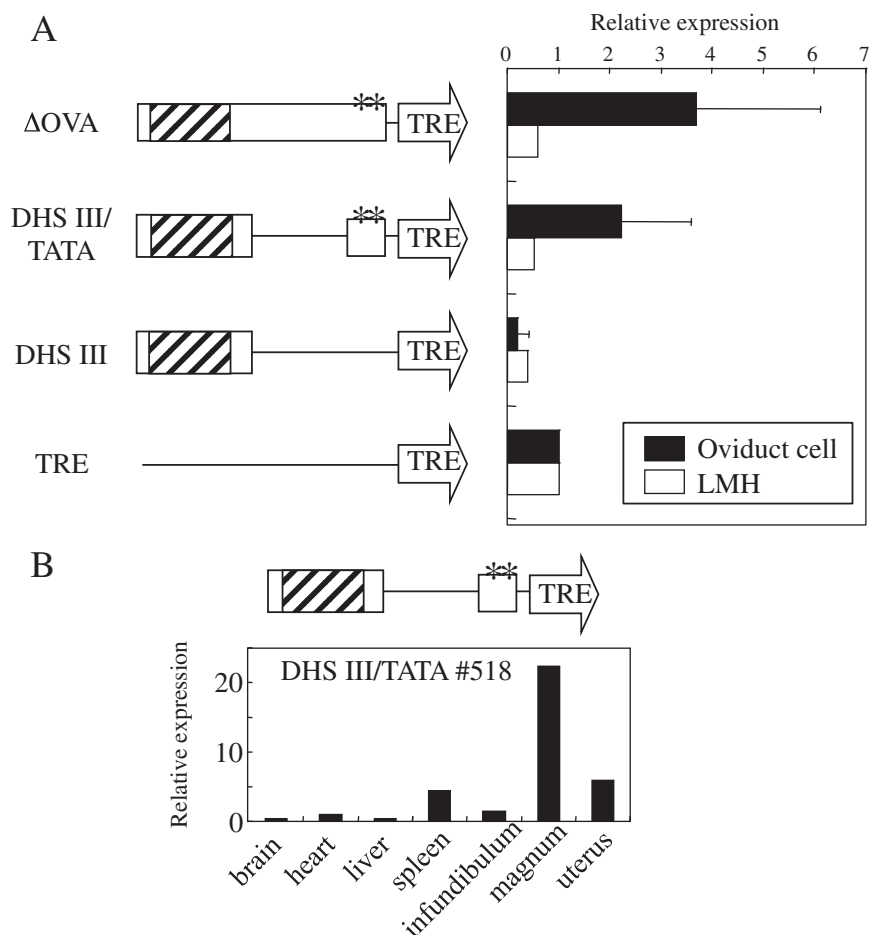 A
Relative expression
0 1 2 3 4 5 6 7
ΔOVA
** TRE
DHS III/
TATA
** TRE
DHS III
TRE
TRE
TRE
Oviduct cell
LMH
B
** TRE
DHS III/TATA #518
Relative expression
20
10
0
brain
heart
liver
spleen
infundibulum
magnum
uterus